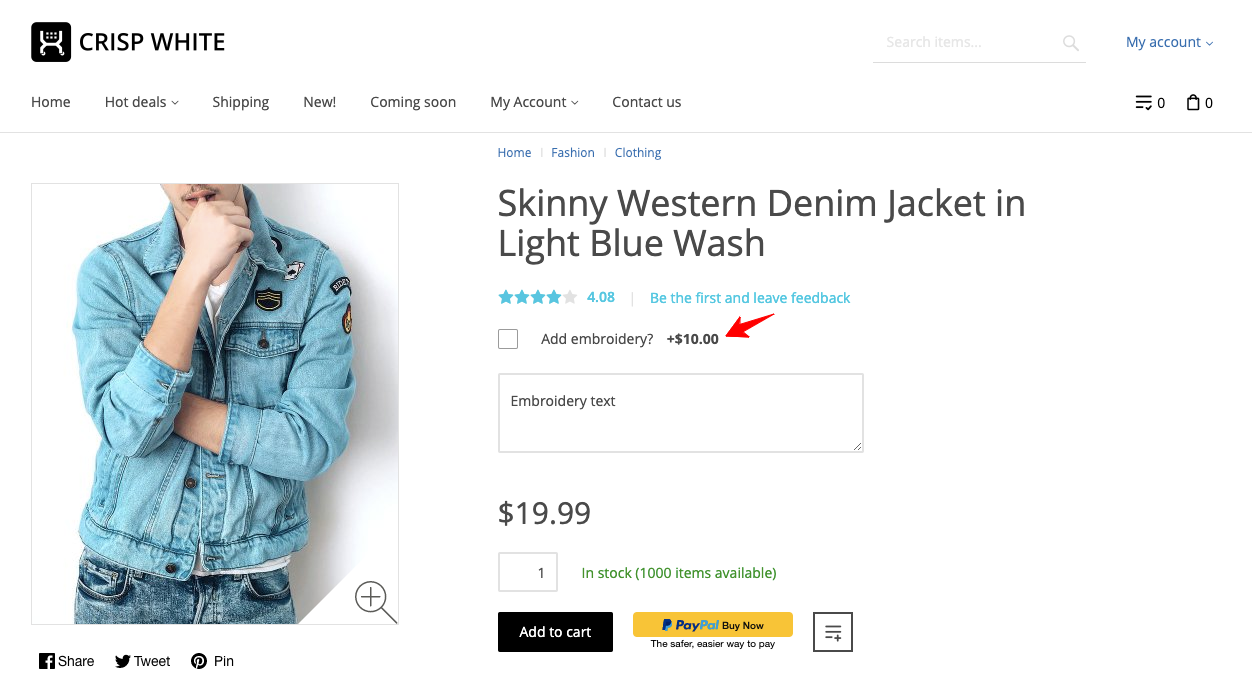 CRISP WHITE
Search items...
My account
Home Hot deals Shipping New! Coming soon My Account Contact us
0 0
Home Fashion Clothing
Skinny Western Denim Jacket in
Light Blue Wash
4.08 Be the first and leave feedback
Add embroidery? +$10.00
Embroidery text
$19.99
1 In stock (1000 items available)
Add to cart
PayPal Buy Now
The safer, easier way to pay
Share Tweet Pin